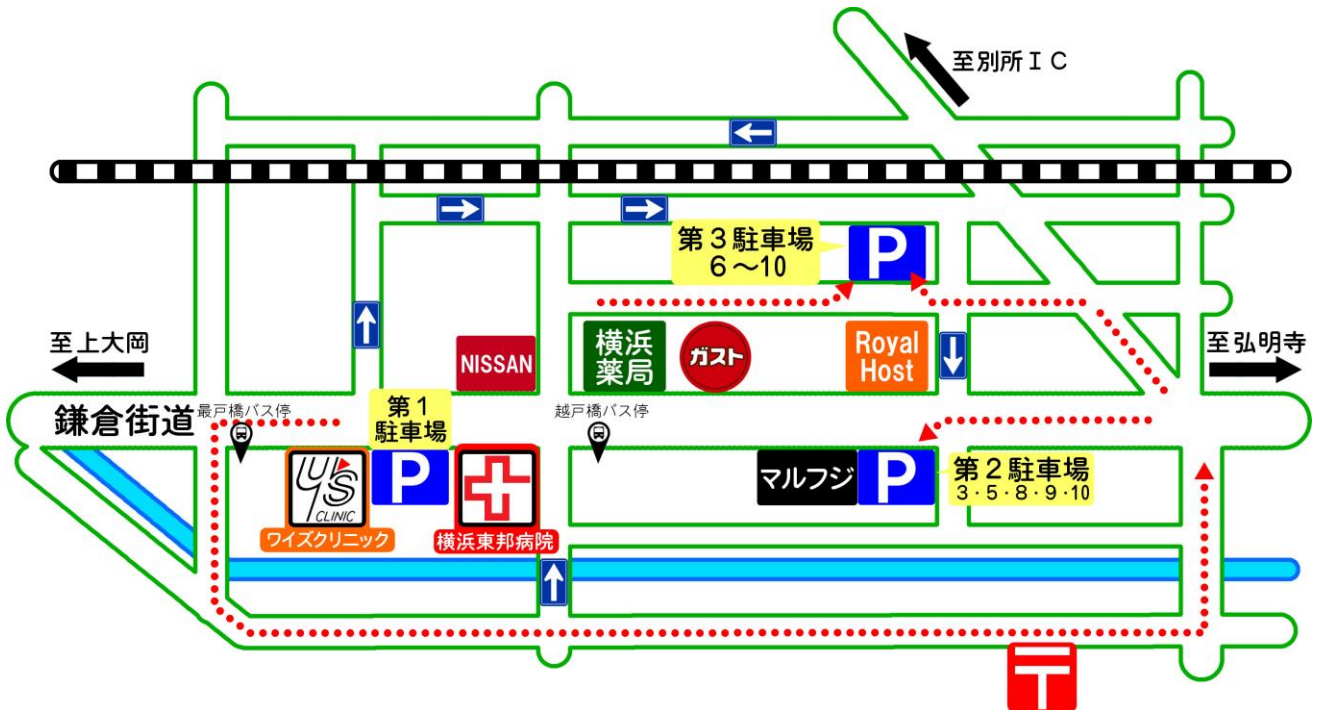 至別所ＩＣ
第３駐車場
６～10
P
至上大岡
NISSAN
横浜
薬局
ガスト
Royal
Host
至弘明寺
鎌倉街道
最戸橋バス停
第１
駐車場
越戸橋バス停
Y'S
CLINIC
P
マルフジ
P
第２駐車場
3・5・8・9・10
ワイズクリニック
横浜東邦病院